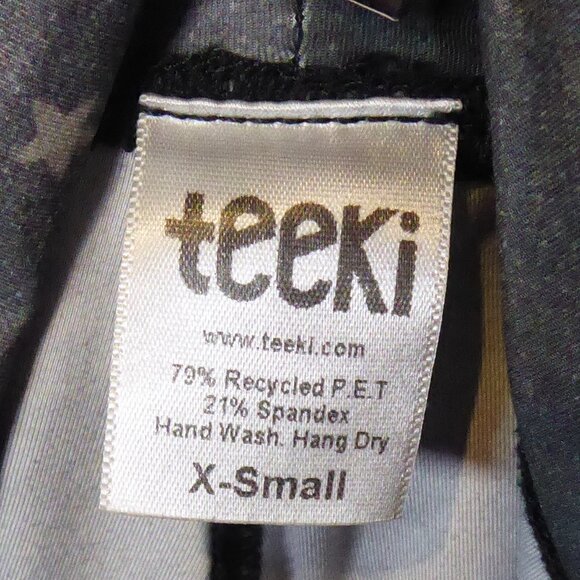 teeki
www.teeki.com
79% Recycled P.E.T
21% Spandex
Hand Wash. Hang Dry
X-Small